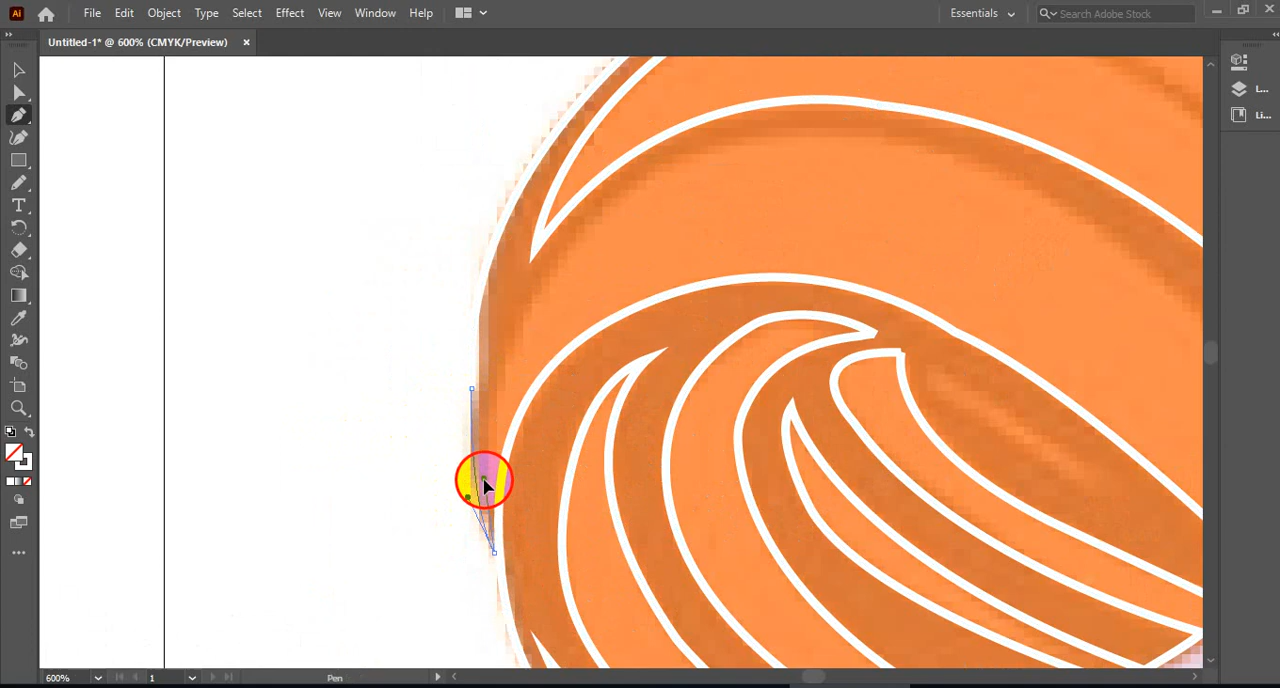 Ai File Edit Object Type Select Effect View Window Help Essentials Search Adobe Stock
Untitled-1* @ 600% (CMYK/Preview)
L...
Li...
T
600% 1 Pen